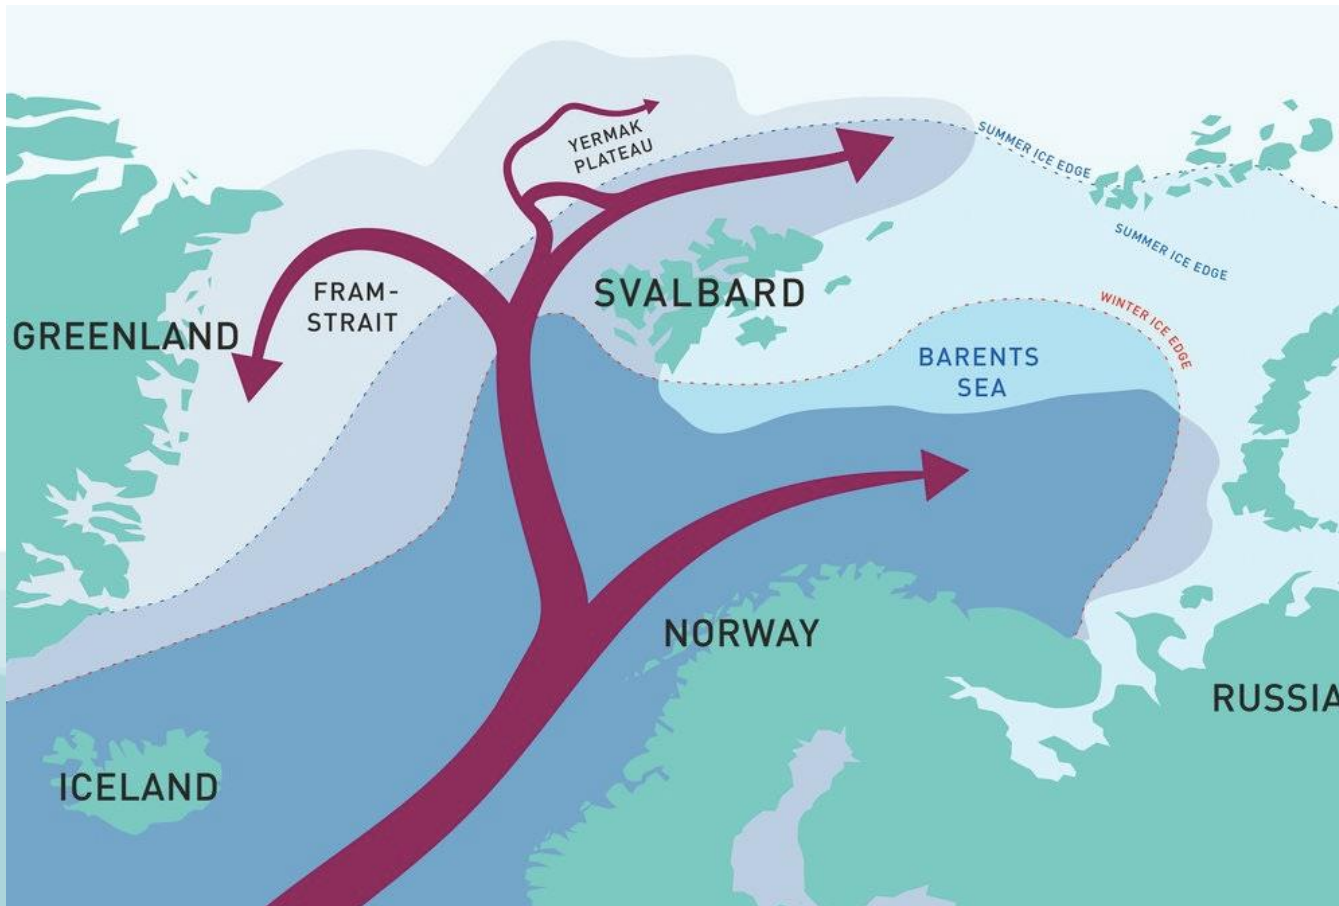 YERMAK
PLATEAU
SUMMER ICE EDGE
SUMMER ICE EDGE
FRAM-
STRAIT
SVALBARD
GREENLAND
WINTER ICE EDGE
BARENTS
SEA
NORWAY
RUSSIA
ICELAND